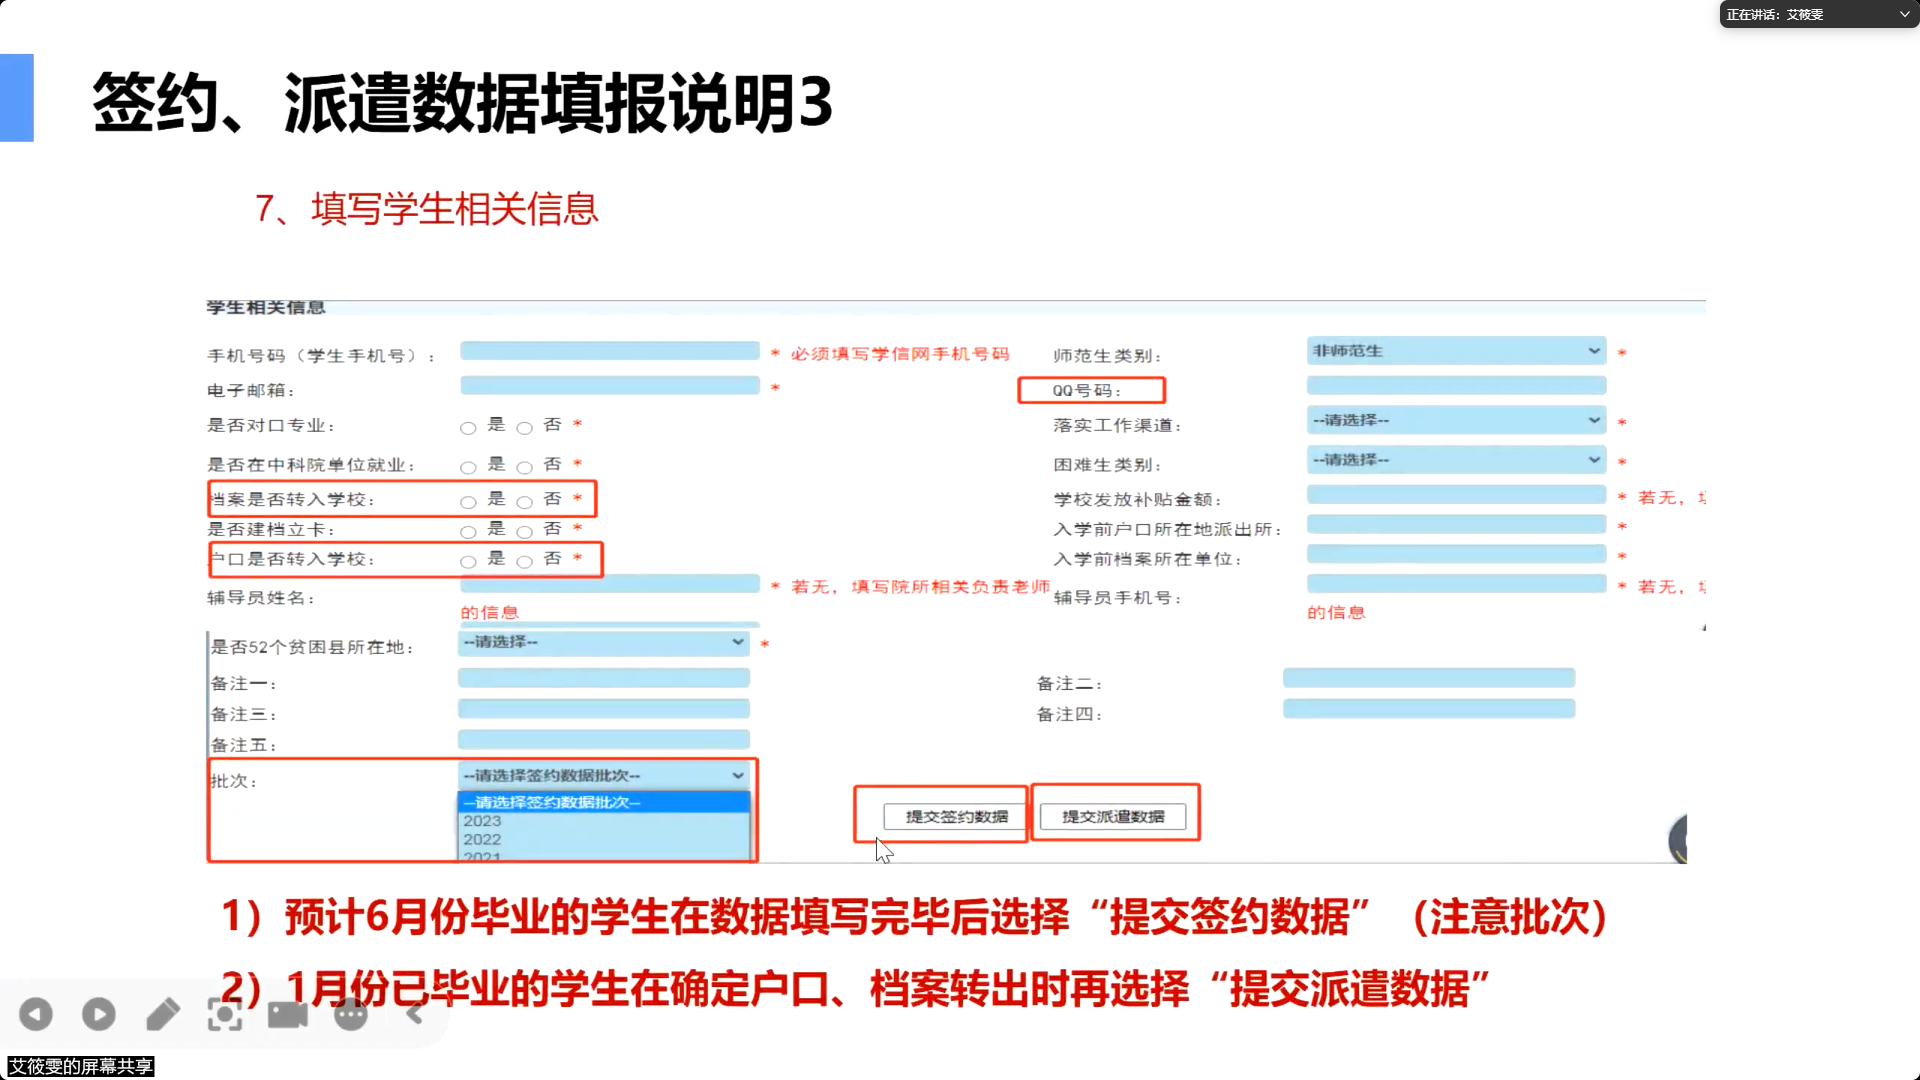 正在讲话：艾筱雯
签约、派遣数据填报说明3
7、填写学生相关信息
学生相关信息
手机号码（学生手机号）： * 必须填写学信网手机号码 师范生类别： 非师范生 *
电子邮箱： * QQ号码：
是否对口专业： 是 否 * 落实工作渠道： --请选择-- *
是否在中科院单位就业： 是 否 * 困难生类别： --请选择-- *
档案是否转入学校： 是 否 * 学校发放补贴金额： * 若无，
是否建档立卡： 是 否 * 入学前户口所在地派出所： *
户口是否转入学校： 是 否 * 入学前档案所在单位： *
辅导员姓名： * 若无，填写院所相关负责老师 辅导员手机号： * 若无，
的信息 的信息
是否52个贫困县所在地： --请选择-- *
备注一： 备注二：
备注三： 备注四：
备注五：
批次： --请选择签约数据批次--
--请选择签约数据批次--
2023
2022
2021
提交签约数据 提交派遣数据
1）预计6月份毕业的学生在数据填写完毕后选择“提交签约数据”（注意批次）
2）1月份已毕业的学生在确定户口、档案转出时再选择“提交派遣数据”
艾筱雯的屏幕共享